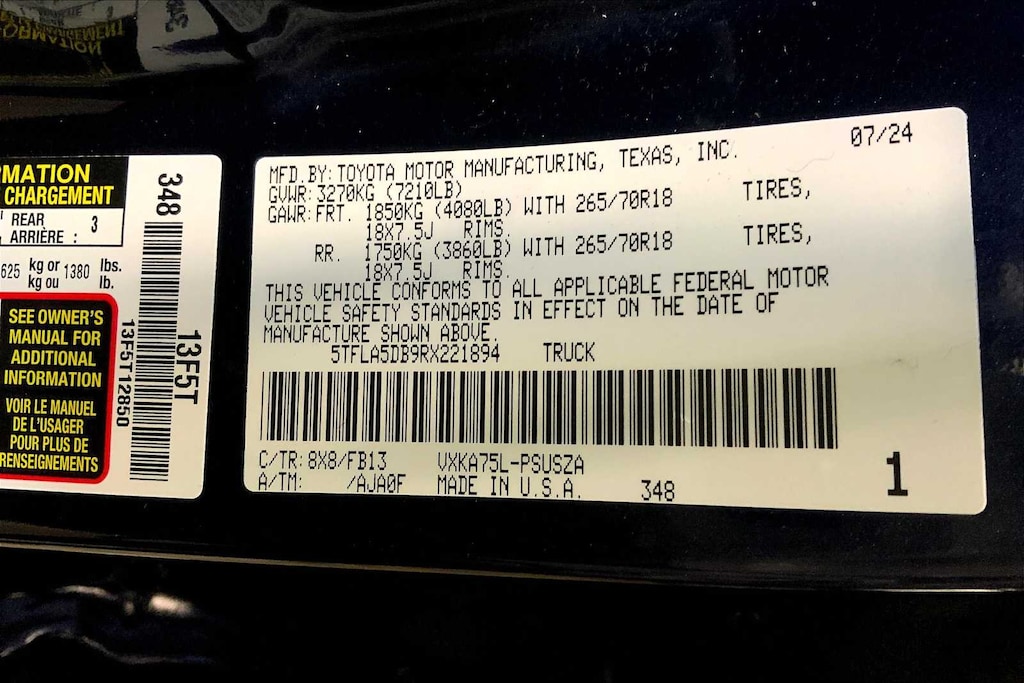 RMATION
CHARGEMENT
REAR
ARRIÈRE : 3
625 kg or 1380 lbs.
kg ou lb.
SEE OWNER'S
MANUAL FOR
ADDITIONAL
INFORMATION
VOIR LE MANUEL
DE L'USAGER
POUR PLUS DE
RENSEIGNEMENTS
348
13F5T
13F5T12850
07/24
MFD.BY:TOYOTA MOTOR MANUFACTURING, TEXAS, INC.
GVWR:3270KG (7210LB)
GAWR:FRT. 1850KG (4080LB) WITH 265/70R18 TIRES,
18X7.5J RIMS.
RR. 1750KG (3860LB) WITH 265/70R18 TIRES,
18X7.5J RIMS.
THIS VEHICLE CONFORMS TO ALL APPLICABLE FEDERAL MOTOR
VEHICLE SAFETY STANDARDS IN EFFECT ON THE DATE OF
MANUFACTURE SHOWN ABOVE.
5TFLA5DB9RX221894 TRUCK
C/TR:8X8/FB13 VXKA75L-PSUSZA
A/TM: /AJA0F MADE IN U.S.A. 348
1